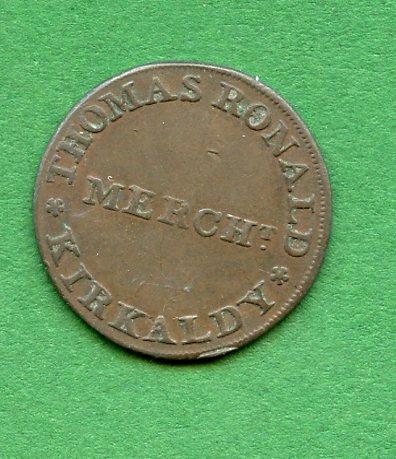 THOMAS RONALD
MERCHT.
* KIRKALDY *